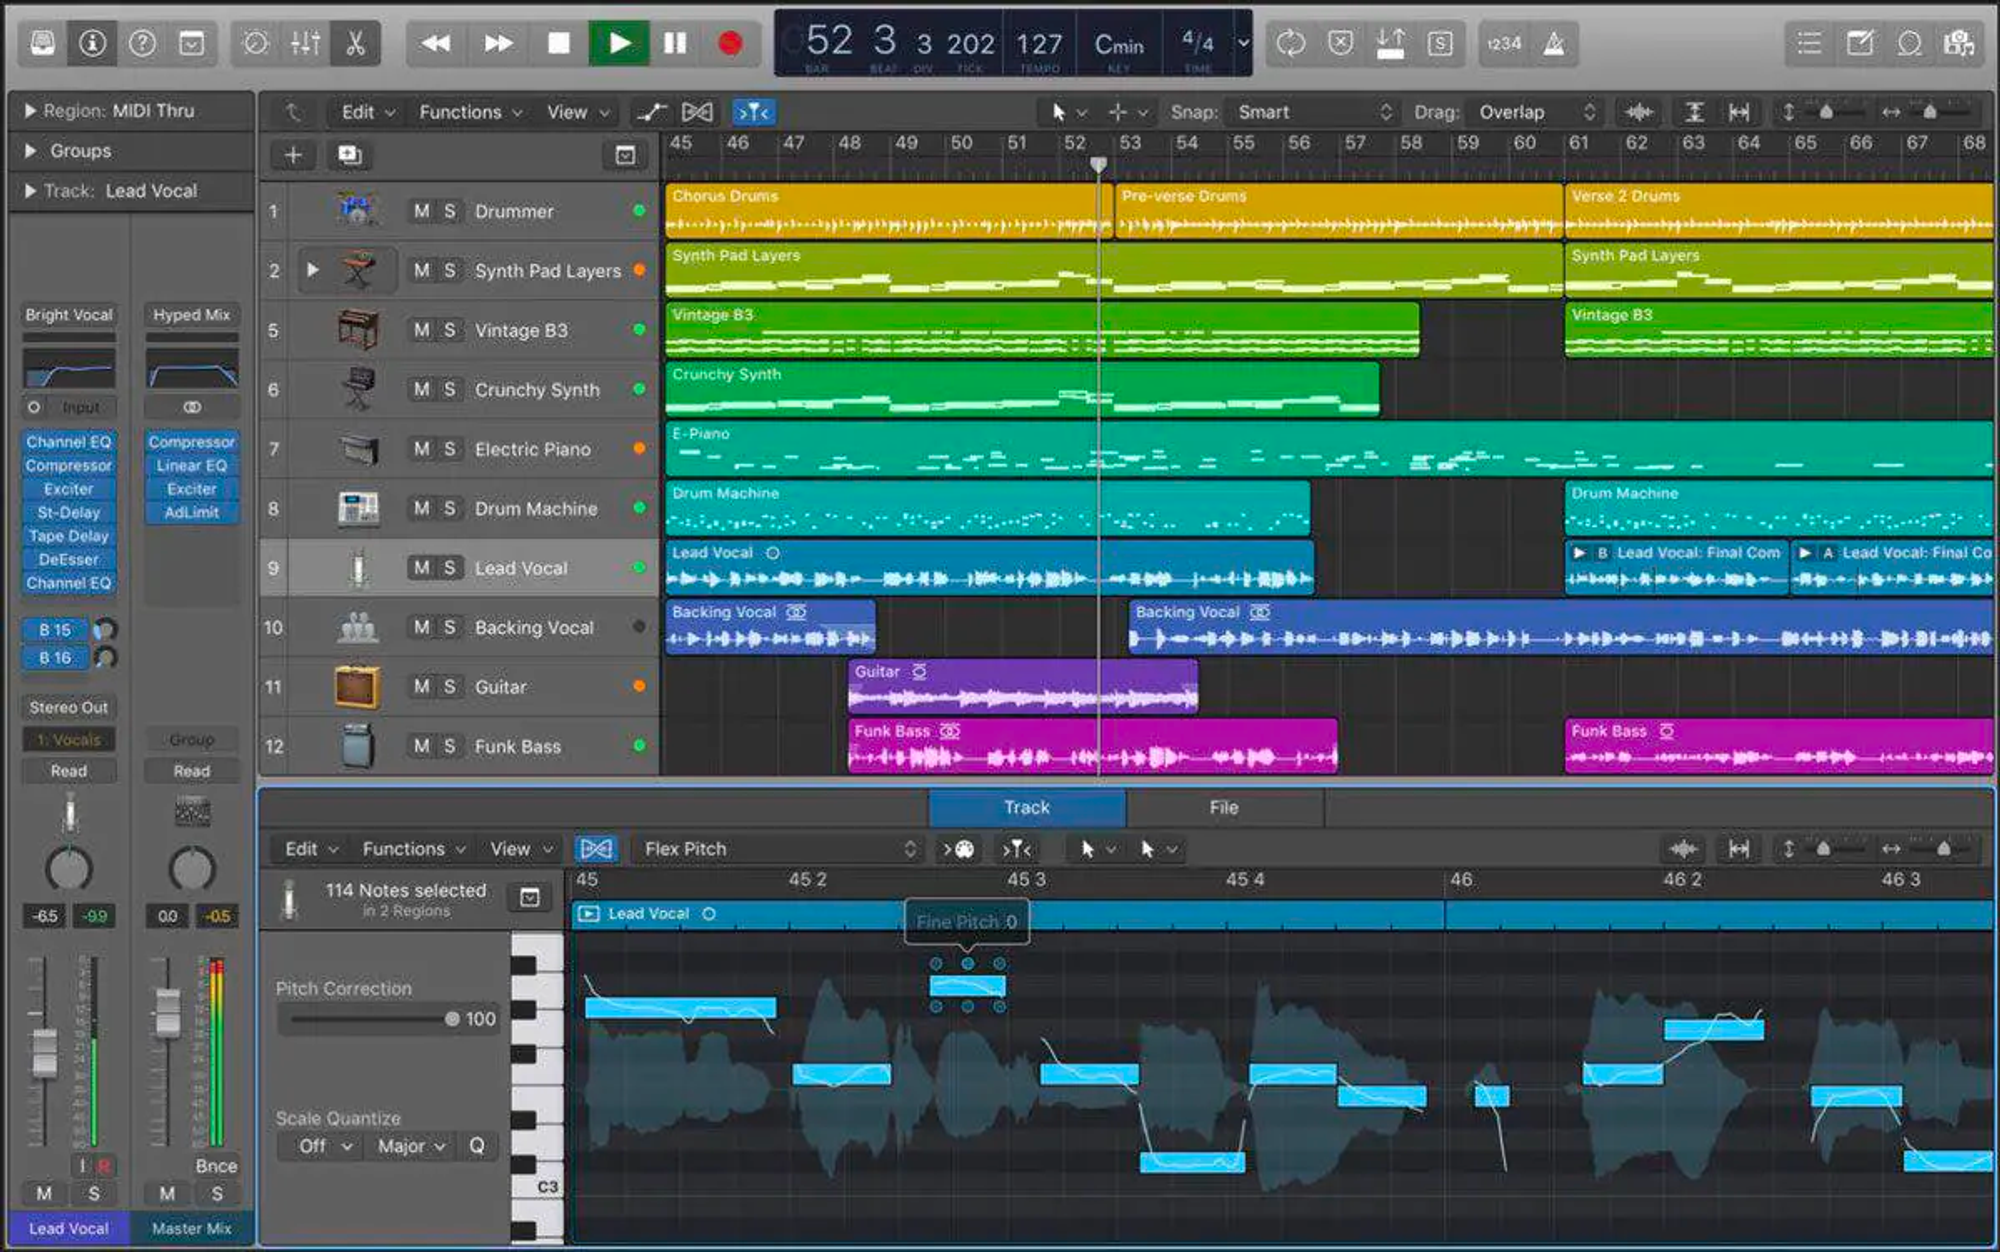 52 3 3 202 127 Cmin 4/4
BAR BEAT DIV TICK TEMPO KEY TIME
S 1234
Region: MIDI Thru
Groups
Track: Lead Vocal
Edit Functions View Snap: Smart Drag: Overlap
45 46 47 48 49 50 51 52 53 54 55 56 57 58 59 60 61 62 63 64 65 66 67 68
1 M S Drummer
Chorus Drums Pre-verse Drums Verse 2 Drums
2 M S Synth Pad Layers
Synth Pad Layers Synth Pad Layers
5 M S Vintage B3
Vintage B3 Vintage B3
6 M S Crunchy Synth
Crunchy Synth
7 M S Electric Piano
E-Piano
8 M S Drum Machine
Drum Machine Drum Machine
9 M S Lead Vocal
Lead Vocal B Lead Vocal: Final Com A Lead Vocal: Final Co
10 M S Backing Vocal
Backing Vocal Backing Vocal
11 M S Guitar
Guitar
12 M S Funk Bass
Funk Bass Funk Bass
Bright Vocal Hyped Mix
Input
Channel EQ Compressor
Compressor Linear EQ
Exciter Exciter
St-Delay AdLimit
Tape Delay
DeEsser
Channel EQ
B 15
B 16
Stereo Out
1: Vocals Group
Read Read
-6.5 -9.9 0.0 -0.5
I R Bnce
M S M S
Lead Vocal Master Mix
Track File
Edit Functions View Flex Pitch
45 45 2 45 3 45 4 46 46 2 46 3
114 Notes selected
in 2 Regions
Lead Vocal
Fine Pitch 0
Pitch Correction
100
Scale Quantize
Off Major Q
C3